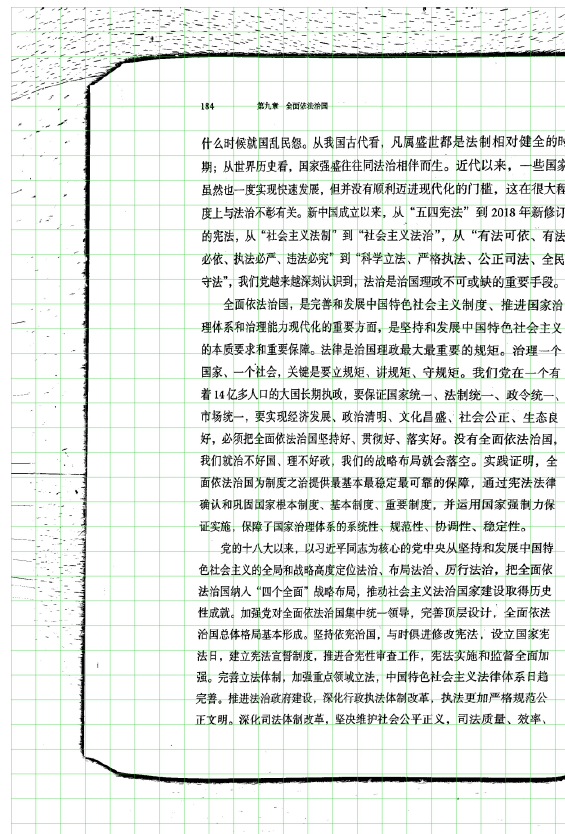 184 第九章 全面依法治国
什么时候就国乱民怨。从我国古代看，凡属盛世都是法制相对健全的时
期；从世界历史看，国家强盛往往同法治相伴而生。近代以来，一些国家
虽然也一度实现快速发展，但并没有顺利迈进现代化的门槛，这在很大程
度上与法治不彰有关。新中国成立以来，从“五四宪法”到 2018 年新修订
的宪法，从“社会主义法制”到“社会主义法治”，从“有法可依、有法
必依、执法必严、违法必究”到“科学立法、严格执法、公正司法、全民
守法”，我们党越来越深刻认识到，法治是治国理政不可或缺的重要手段。
全面依法治国，是完善和发展中国特色社会主义制度、推进国家治
理体系和治理能力现代化的重要方面，是坚持和发展中国特色社会主义
的本质要求和重要保障。法律是治国理政最大最重要的规矩。治理一个
国家、一个社会，关键是要立规矩、讲规矩、守规矩。我们党在一个有
着 14 亿多人口的大国长期执政，要保证国家统一、法制统一、政令统一、
市场统一，要实现经济发展、政治清明、文化昌盛、社会公正、生态良
好，必须把全面依法治国坚持好、贯彻好、落实好。没有全面依法治国，
我们就治不好国、理不好政，我们的战略布局就会落空。实践证明，全
面依法治国为制度之治提供最基本最稳定最可靠的保障，通过宪法法律
确认和巩固国家根本制度、基本制度、重要制度，并运用国家强制力保
证实施，保障了国家治理体系的系统性、规范性、协调性、稳定性。
党的十八大以来，以习近平同志为核心的党中央从坚持和发展中国特
色社会主义的全局和战略高度定位法治、布局法治、厉行法治，把全面依
法治国纳入“四个全面”战略布局，推动社会主义法治国家建设取得历史
性成就。加强党对全面依法治国集中统一领导，完善顶层设计，全面依法
治国总体格局基本形成。坚持依宪治国，与时俱进修改宪法，设立国家宪
法日，建立宪法宣誓制度，推进合宪性审查工作，宪法实施和监督全面加
强。完善立法体制，加强重点领域立法，中国特色社会主义法律体系日趋
完善。推进法治政府建设，深化行政执法体制改革，执法更加严格规范公
正文明。深化司法体制改革，坚决维护社会公平正义，司法质量、效率、